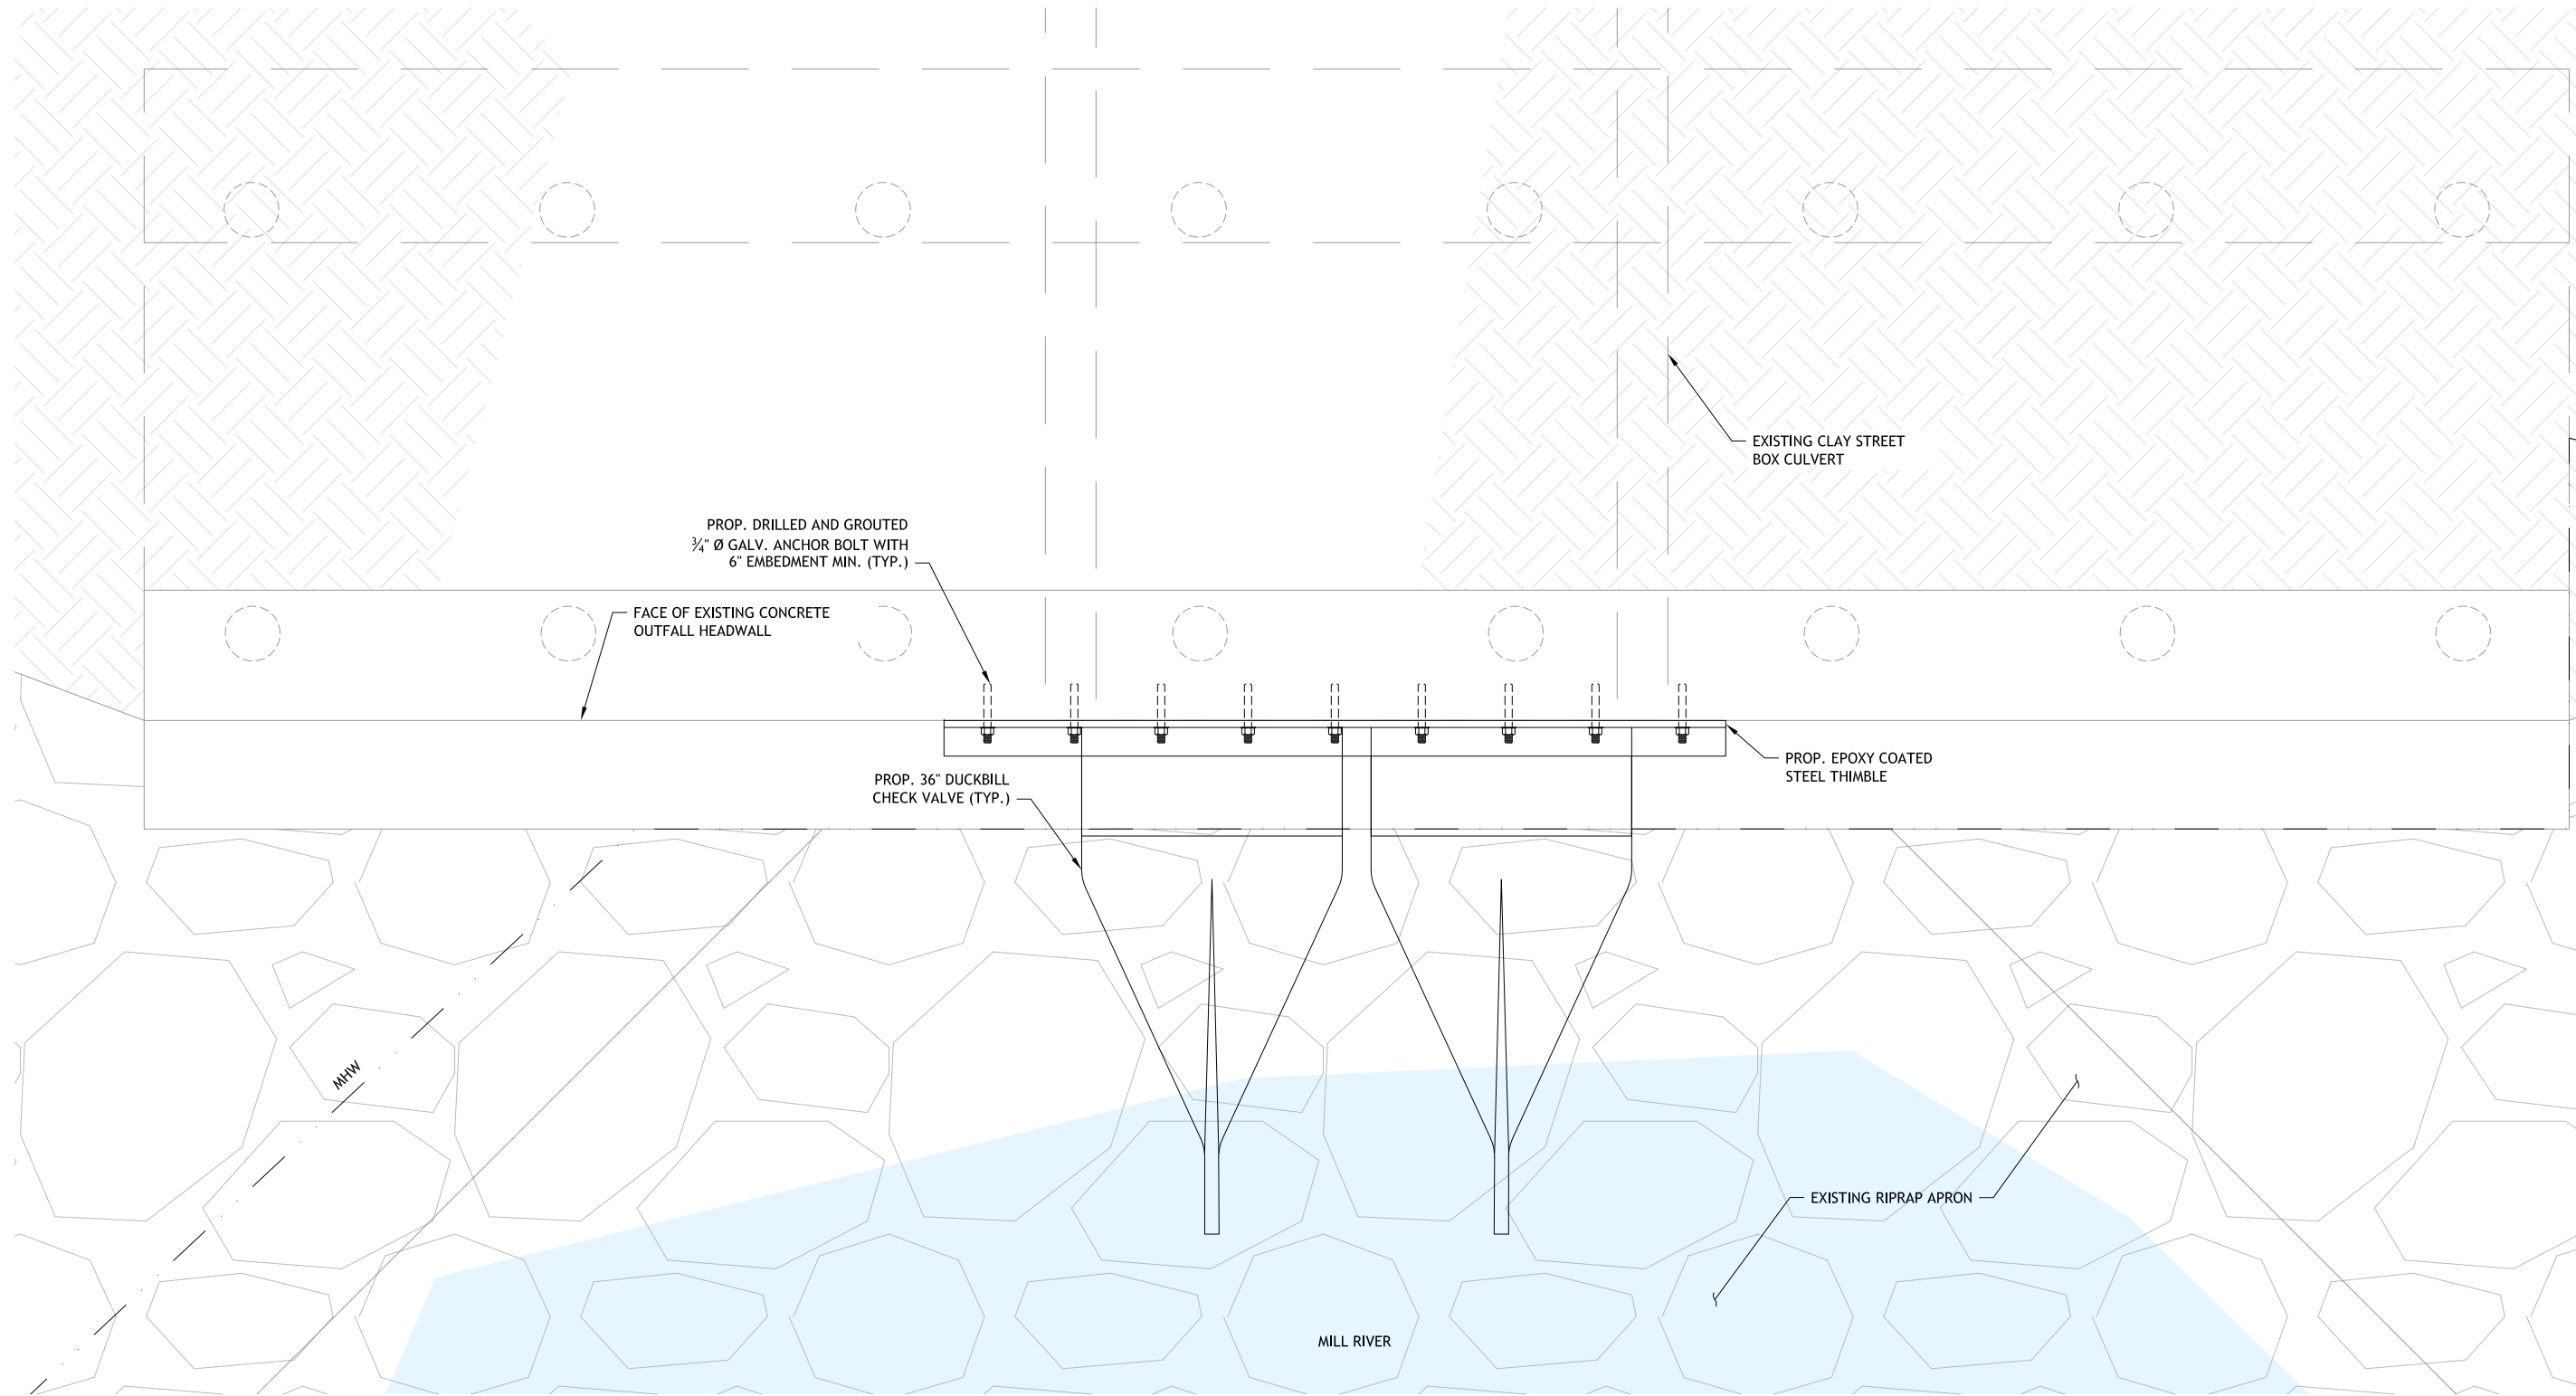 EXISTING CLAY STREET
BOX CULVERT
PROP. DRILLED AND GROUTED
¾" Ø GALV. ANCHOR BOLT WITH
6" EMBEDMENT MIN. (TYP.)
FACE OF EXISTING CONCRETE
OUTFALL HEADWALL
PROP. EPOXY COATED
STEEL THIMBLE
PROP. 36" DUCKBILL
CHECK VALVE (TYP.)
MHW
EXISTING RIPRAP APRON
MILL RIVER